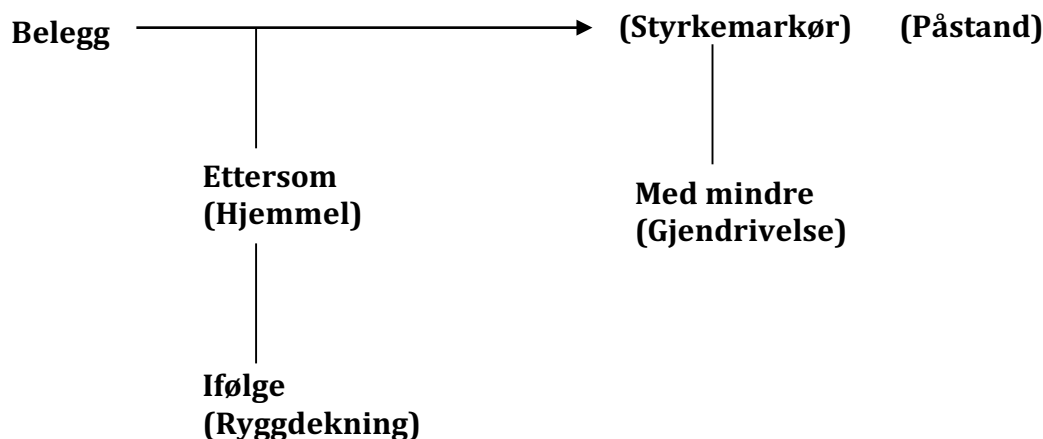 Belegg (Styrkemarkør) (Påstand)
Ettersom
(Hjemmel)
Med mindre
(Gjendrivelse)
Ifølge
(Ryggdekning)